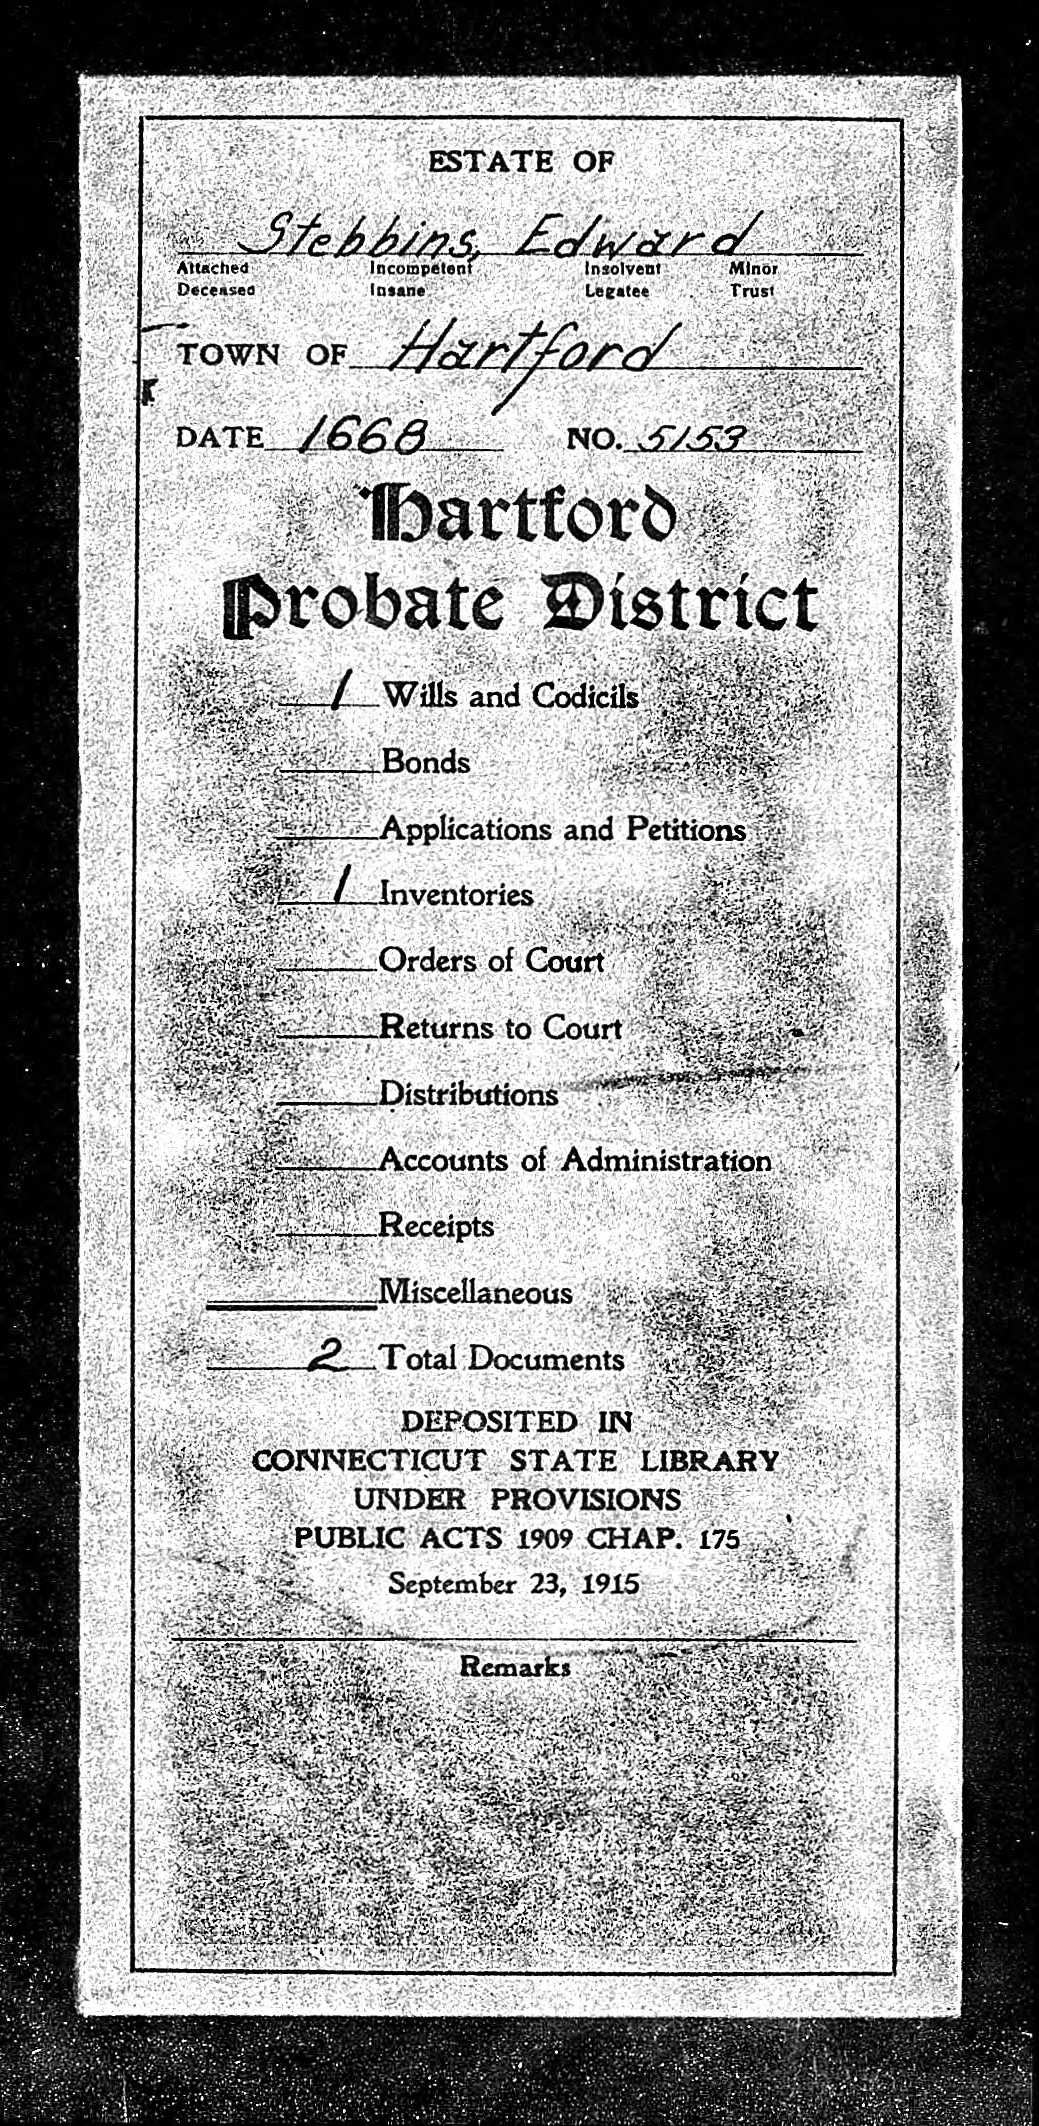 ESTATE OF
Stebbins, Edward
Attached Incompetent Insolvent Minor
Deceased Insane Legatee Trust
TOWN OF Hartford
DATE 1668 NO. 5153
Hartford
Probate District
1 Wills and Codicils
Bonds
Applications and Petitions
1 Inventories
Orders of Court
Returns to Court
Distributions
Accounts of Administration
Receipts
Miscellaneous
2 Total Documents
DEPOSITED IN
CONNECTICUT STATE LIBRARY
UNDER PROVISIONS
PUBLIC ACTS 1909 CHAP. 175
September 23, 1915
Remarks